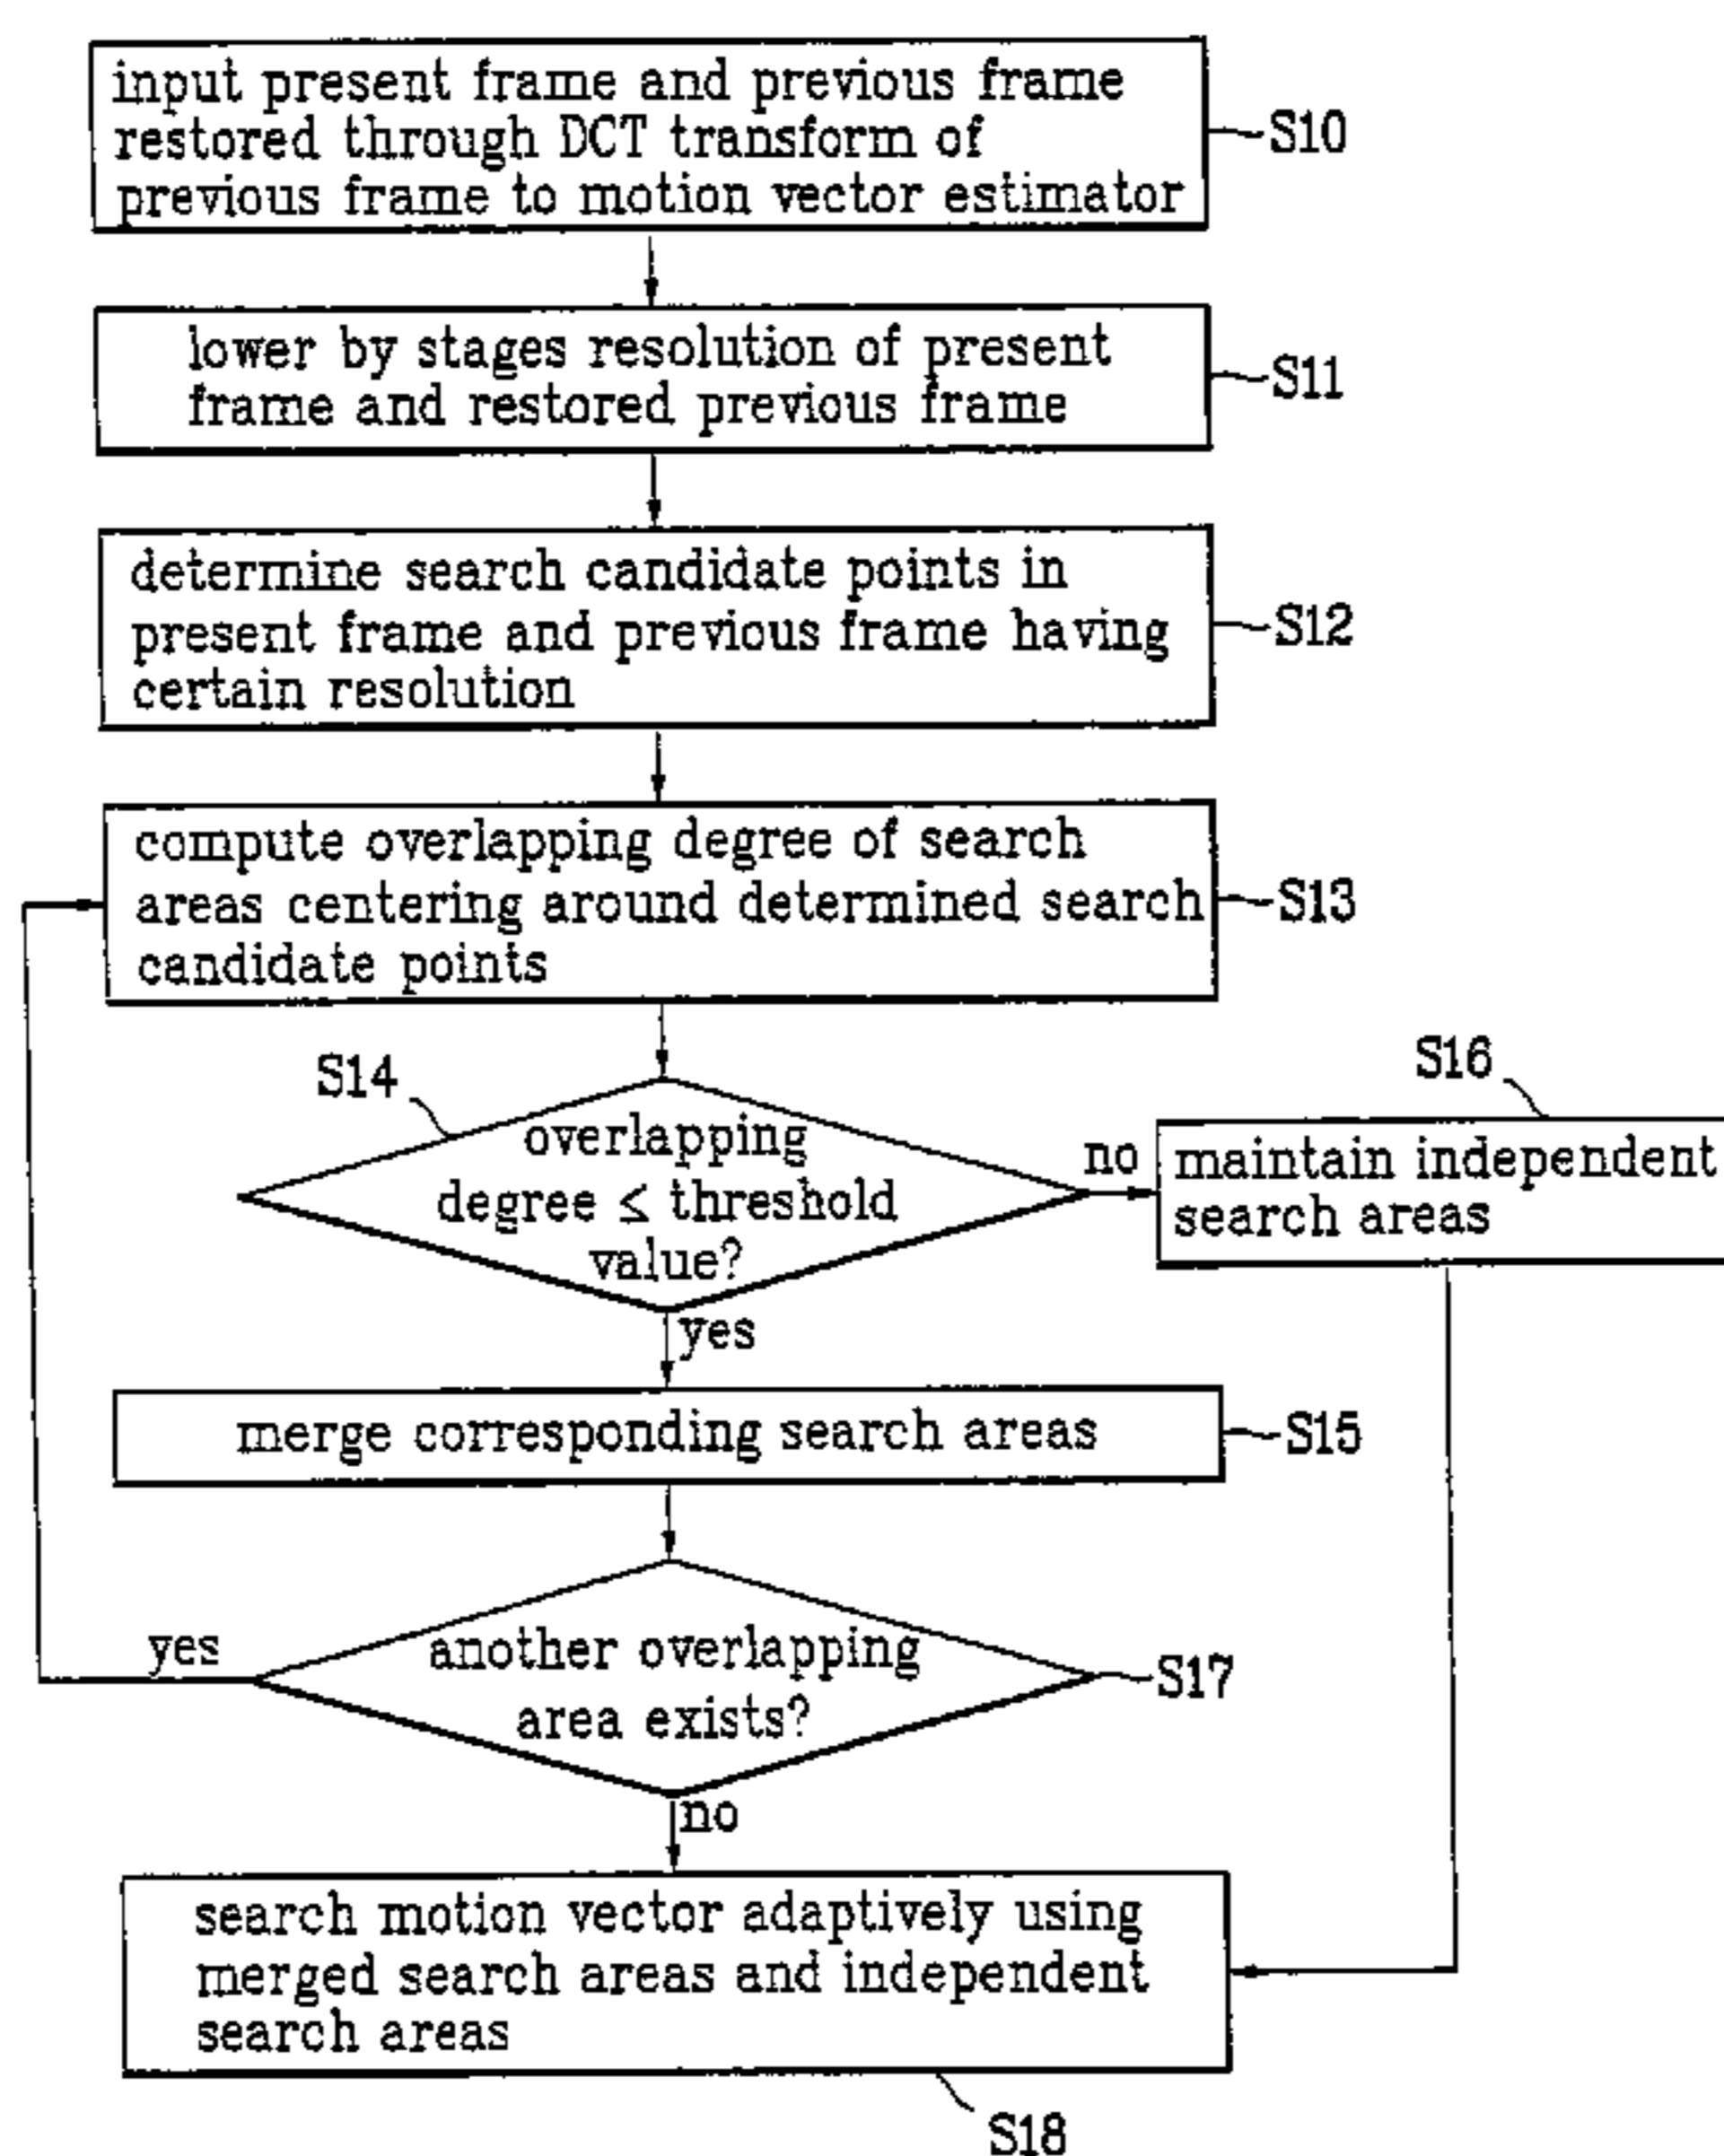 input present frame and previous frame
restored through DCT transform of
previous frame to motion vector estimator
S10
lower by stages resolution of present
frame and restored previous frame
S11
determine search candidate points in
present frame and previous frame having
certain resolution
S12
compute overlapping degree of search
areas centering around determined search
candidate points
S13
S14
overlapping
degree ≤ threshold
value?
no
S16
maintain independent
search areas
yes
merge corresponding search areas
S15
yes
another overlapping
area exists?
S17
no
search motion vector adaptively using
merged search areas and independent
search areas
S18